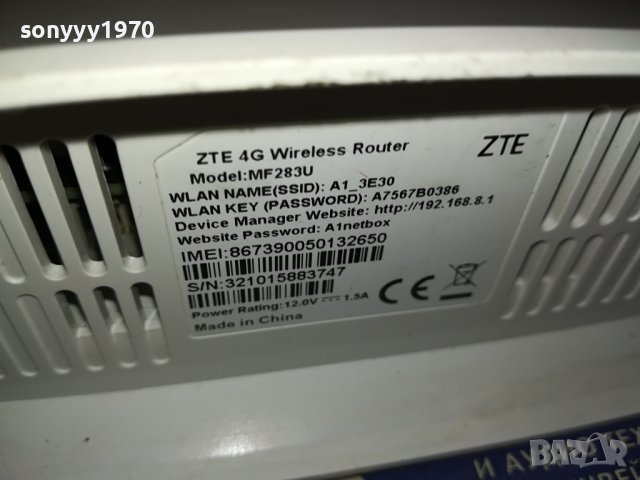 sonyyy1970
ZTE 4G Wireless Router
ZTE
Model:MF283U
WLAN NAME(SSID): A1_3E30
WLAN KEY (PASSWORD): A7567B0386
Device Manager Website: http://192.168.8.1
Website Password: A1netbox
IMEI:867390050132650
S/N:321015883747
Power Rating: 12.0V 1.5A
CE
Made in China
bazar